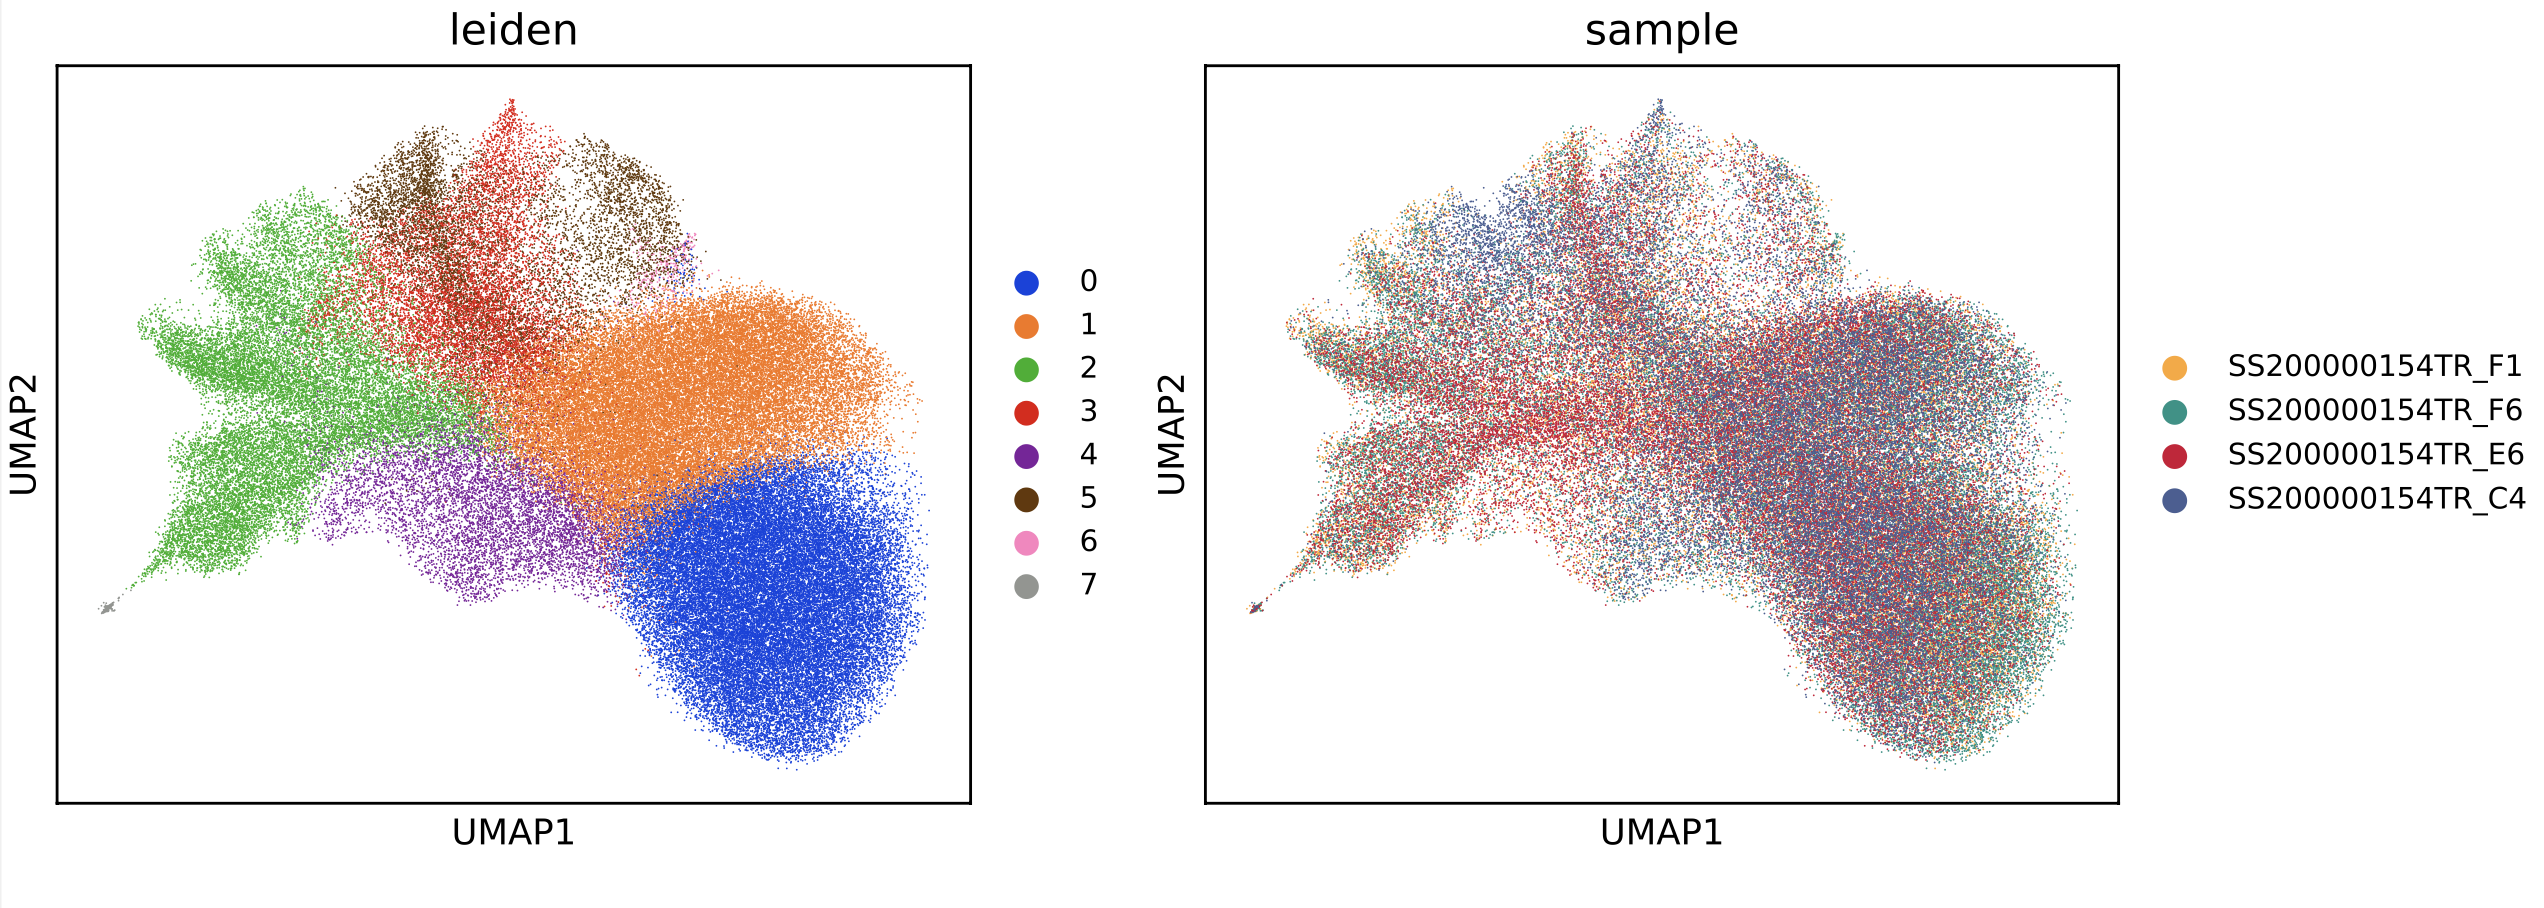 leiden
UMAP2
UMAP1
0
1
2
3
4
5
6
7
sample
UMAP2
UMAP1
SS200000154TR_F1
SS200000154TR_F6
SS200000154TR_E6
SS200000154TR_C4